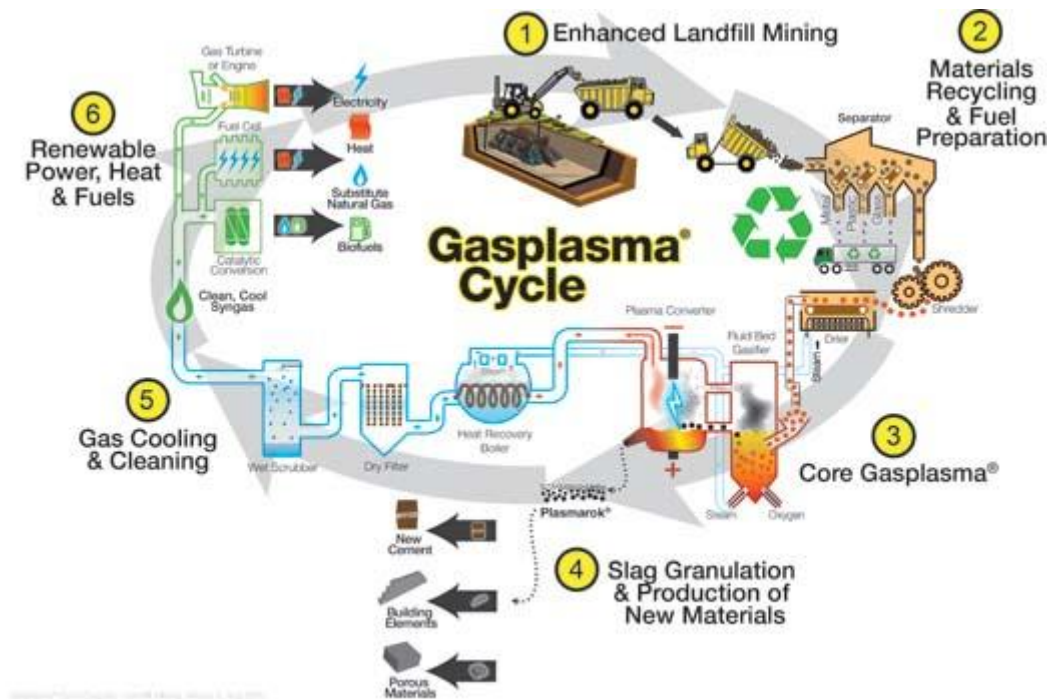 1 Enhanced Landfill Mining
2
Materials
Recycling
& Fuel
Preparation
Separator
Metal
Plastic
Glass
Shredder
Drier
Steam
Gas Turbine
or Engine
Electricity
Heat
Fuel Cell
6
Renewable
Power, Heat
& Fuels
Substitute
Natural Gas
Biofuels
Catalytic
Conversion
Clean, Cool
Syngas
Gasplasma®
Cycle
Plasma Converter
Fluid Bed
Gasifier
5
Gas Cooling
& Cleaning
Wet Scrubber
Dry Filter
Heat Recovery
Boiler
3
Core Gasplasma®
Steam
Oxygen
Plasmarok®
4 Slag Granulation
& Production of
New Materials
New
Cement
Building
Elements
Porous
Materials